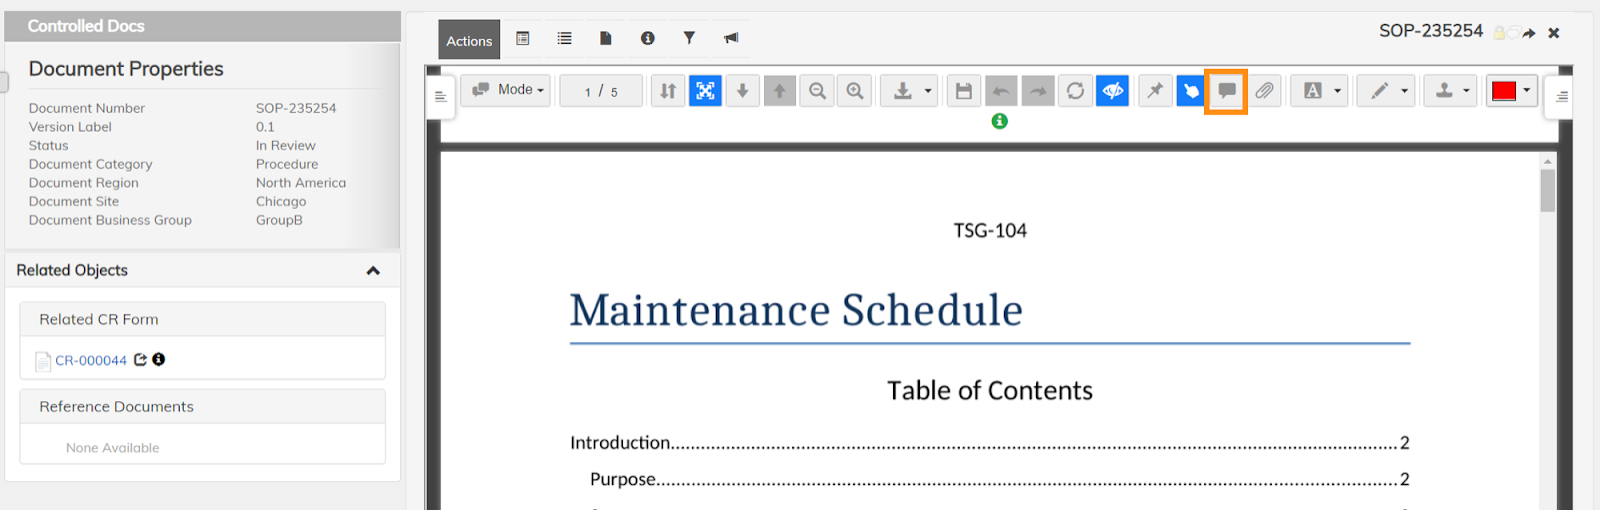 Controlled Docs
Document Properties
Document Number SOP-235254
Version Label 0.1
Status In Review
Document Category Procedure
Document Region North America
Document Site Chicago
Document Business Group GroupB
Related Objects
Related CR Form
CR-000044
Reference Documents
None Available
Actions
SOP-235254
Mode
1 / 5
A
TSG-104
Maintenance Schedule
Table of Contents
Introduction........................................................................................................................................................2
Purpose........................................................................................................................................................2